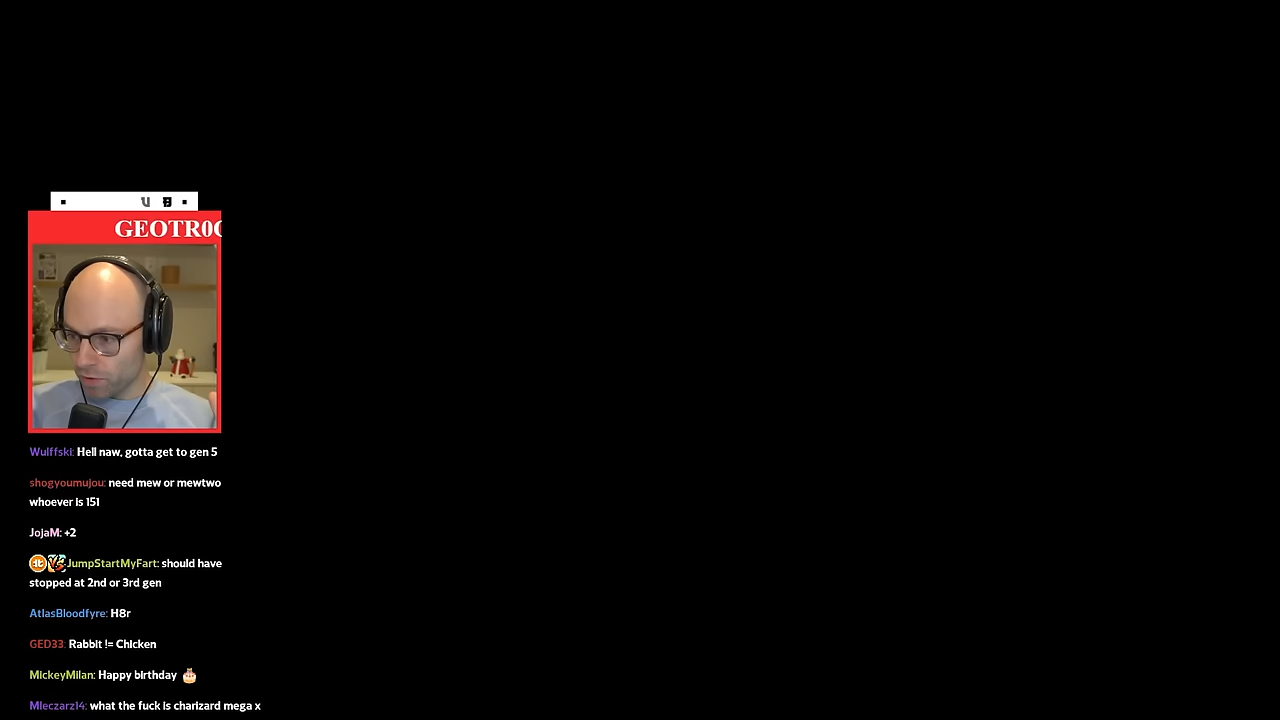 GEOTR0
Wulffski: Hell naw, gotta get to gen 5
shogyoumujou: need mew or mewtwo
whoever is 151
JojaM: +2
JumpStartMyFart: should have
stopped at 2nd or 3rd gen
AtlasBloodfyre: H8r
GED33: Rabbit != Chicken
MickeyMilan: Happy birthday 🎂
Mleczarz14: what the fuck is charizard mega x